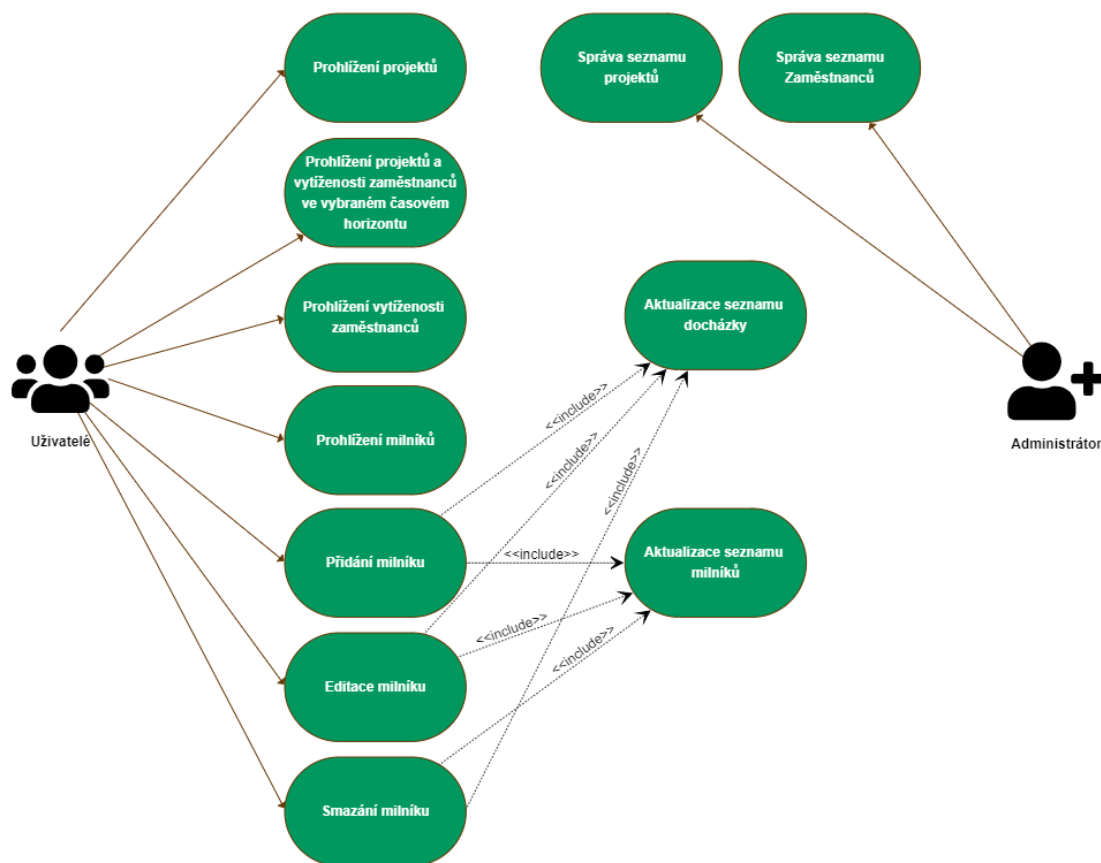 Prohlížení projektů
Správa seznamu
projektů
Správa seznamu
Zaměstnanců
Prohlížení projektů a
vytíženosti zaměstnanců
ve vybraném časovém
horizontu
Prohlížení vytíženosti
zaměstnanců
Aktualizace seznamu
docházky
Uživatelé
Administrátor
Prohlížení milníků
<<include>>
<<include>>
<<include>>
Přidání milníku
<<include>>
Aktualizace seznamu
milníků
<<include>>
<<include>>
Editace milníku
Smazání milníku